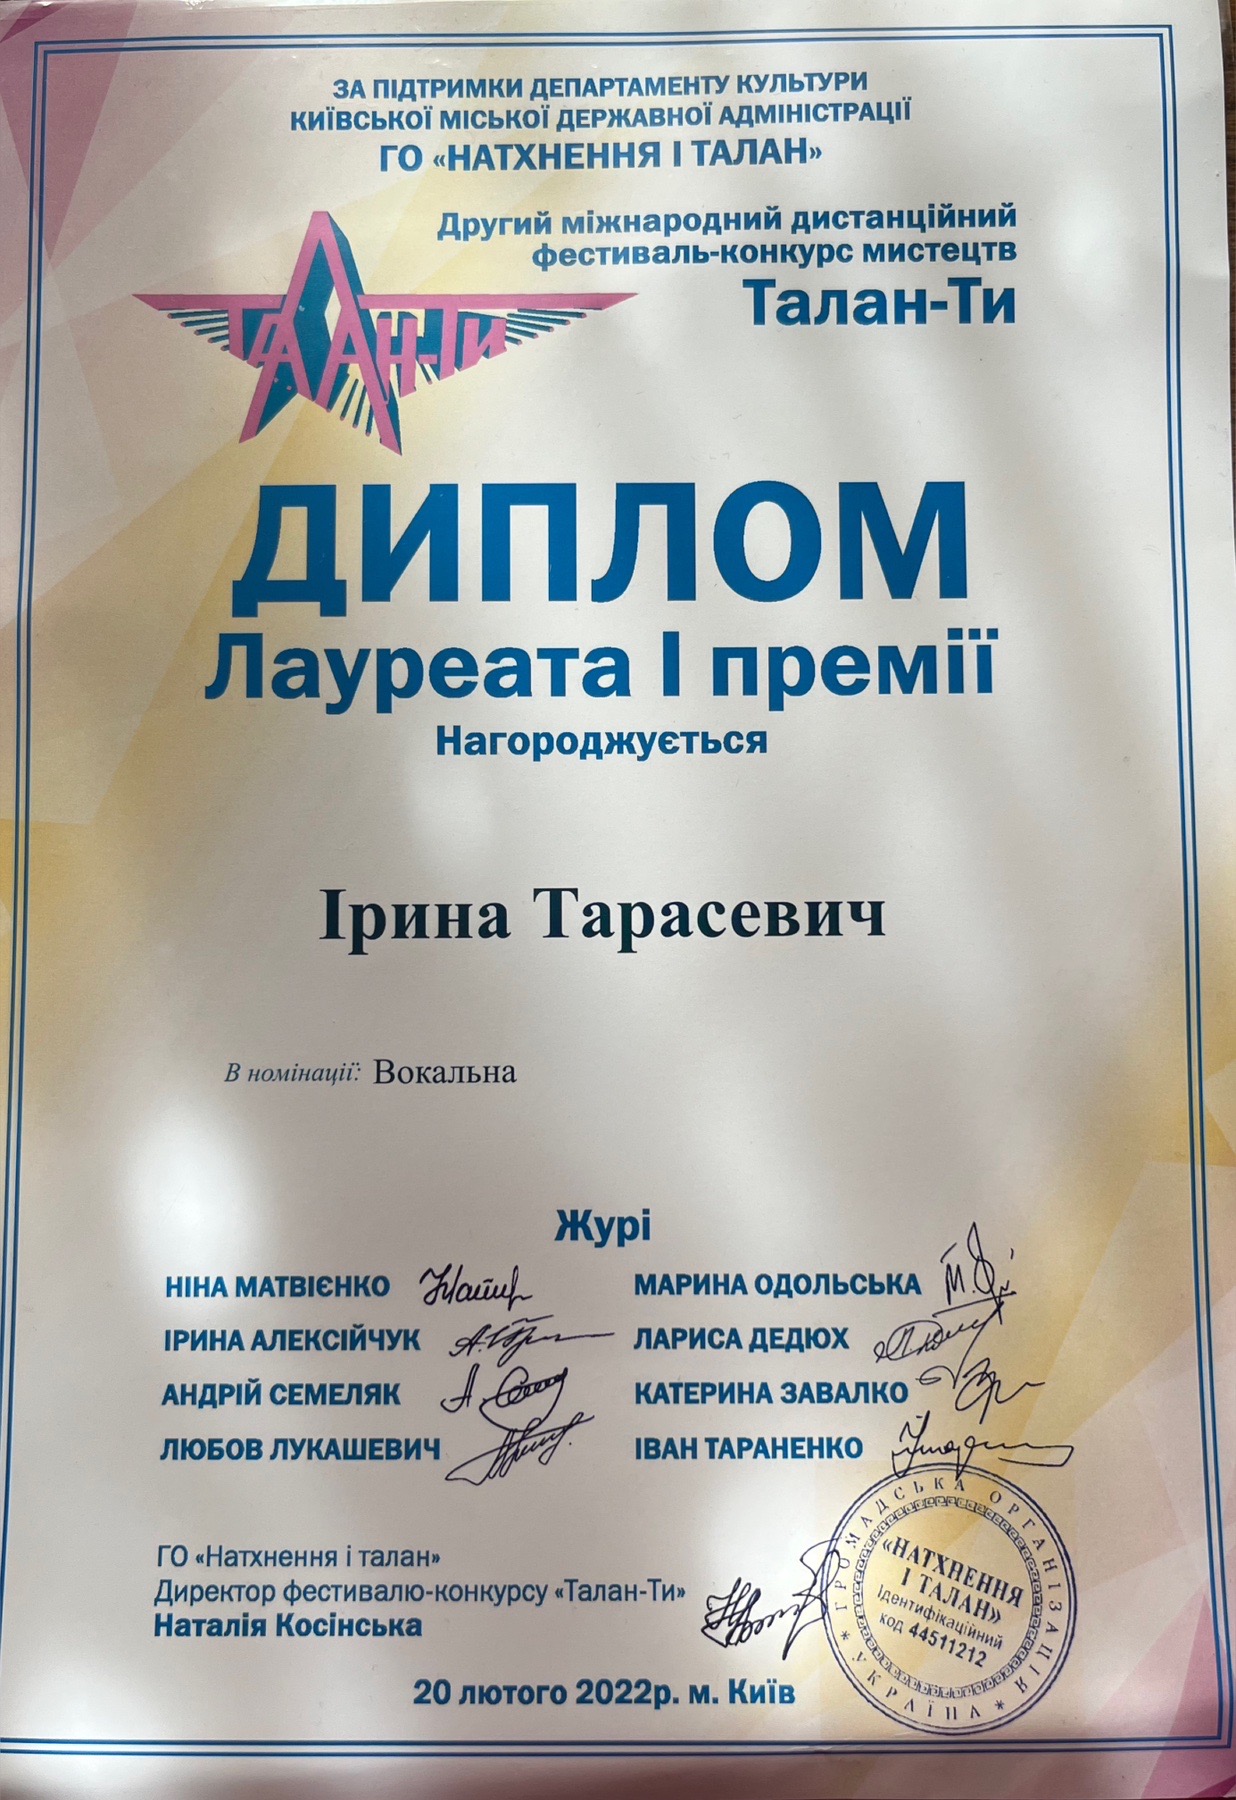 ЗА ПІДТРИМКИ ДЕПАРТАМЕНТУ КУЛЬТУРИ
КИЇВСЬКОЇ МІСЬКОЇ ДЕРЖАВНОЇ АДМІНІСТРАЦІЇ
ГО «НАТХНЕННЯ І ТАЛАН»
Другий міжнародний дистанційний
фестиваль-конкурс мистецтв
Талан-Ти
ТАЛАН-ТИ
ДИПЛОМ
Лауреата І премії
Нагороджується
Ірина Тарасевич
В номінації: Вокальна
Журі
НІНА МАТВІЄНКО
МАРИНА ОДОЛЬСЬКА
ІРИНА АЛЕКСІЙЧУК
ЛАРИСА ДЕДЮХ
АНДРІЙ СЕМЕЛЯК
КАТЕРИНА ЗАВАЛКО
ЛЮБОВ ЛУКАШЕВИЧ
ІВАН ТАРАНЕНКО
ГО «Натхнення і талан»
Директор фестивалю-конкурсу «Талан-Ти»
Наталія Косінська
ГРОМАДСЬКА ОРГАНІЗАЦІЯ * УКРАЇНА *
«НАТХНЕННЯ
І ТАЛАН»
Ідентифікаційний
код 44511212
20 лютого 2022р. м. Київ